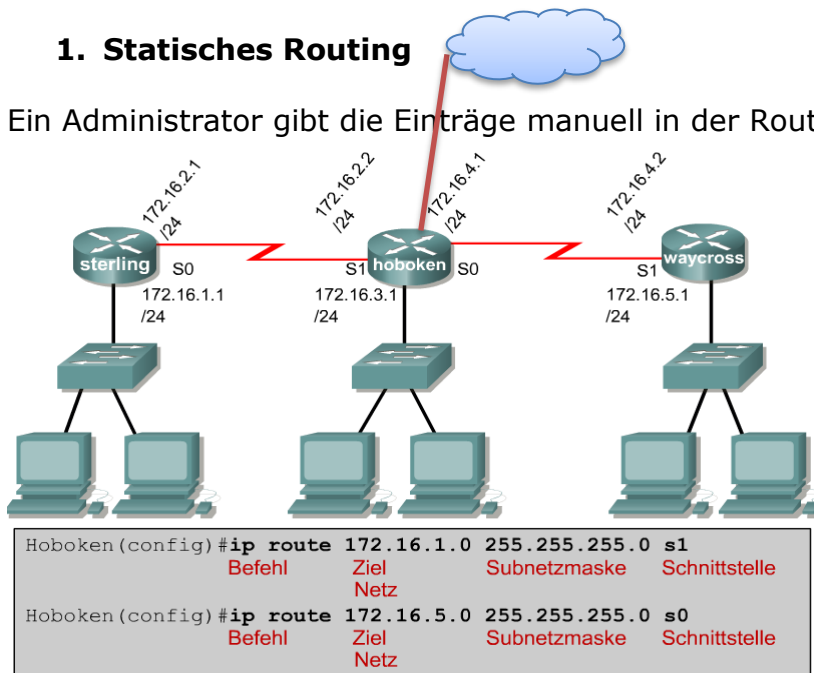 1. Statisches Routing
Ein Administrator gibt die Einträge manuell in der Rout
172.16.2.1
/24
172.16.2.2
/24
172.16.4.1
/24
172.16.4.2
/24
sterling
S0
S1
hoboken
S0
S1
waycross
172.16.1.1
/24
172.16.3.1
/24
172.16.5.1
/24
Hoboken(config)#ip route 172.16.1.0 255.255.255.0 s1
Befehl Ziel Subnetzmaske Schnittstelle
Netz
Hoboken(config)#ip route 172.16.5.0 255.255.255.0 s0
Befehl Ziel Subnetzmaske Schnittstelle
Netz